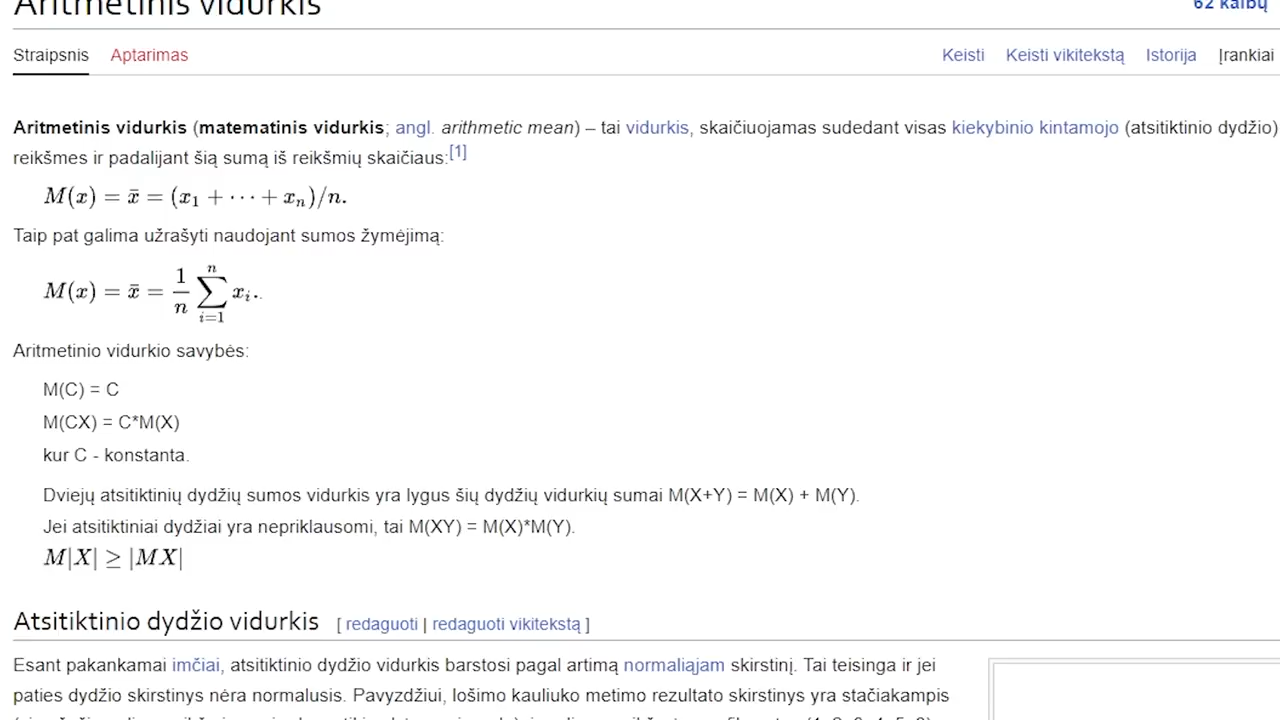 Aritmetinis vidurkis
62 kalbų
Straipsnis Aptarimas Keisti Keisti vikitekstą Istorija Įrankiai
Aritmetinis vidurkis (matematinis vidurkis; angl. arithmetic mean) – tai vidurkis, skaičiuojamas sudedant visas kiekybinio kintamojo (atsitiktinio dydžio)
reikšmes ir padalijant šią sumą iš reikšmių skaičiaus:[1]
M(x) = x̄ = (x₁ + ⋯ + xₙ)/n.
Taip pat galima užrašyti naudojant sumos žymėjimą:
M(x) = x̄ = 1/n ∑_{i=1}^{n} xᵢ..
Aritmetinio vidurkio savybės:
M(C) = C
M(CX) = C*M(X)
kur C - konstanta.
Dviejų atsitiktinių dydžių sumos vidurkis yra lygus šių dydžių vidurkių sumai M(X+Y) = M(X) + M(Y).
Jei atsitiktiniai dydžiai yra nepriklausomi, tai M(XY) = M(X)*M(Y).
M|X| ≥ |MX|
Atsitiktinio dydžio vidurkis [ redaguoti | redaguoti vikitekstą ]
Esant pakankamai imčiai, atsitiktinio dydžio vidurkis barstosi pagal artimą normaliajam skirstinį. Tai teisinga ir jei
paties dydžio skirstinys nėra normalusis. Pavyzdžiui, lošimo kauliuko metimo rezultato skirstinys yra stačiakampis